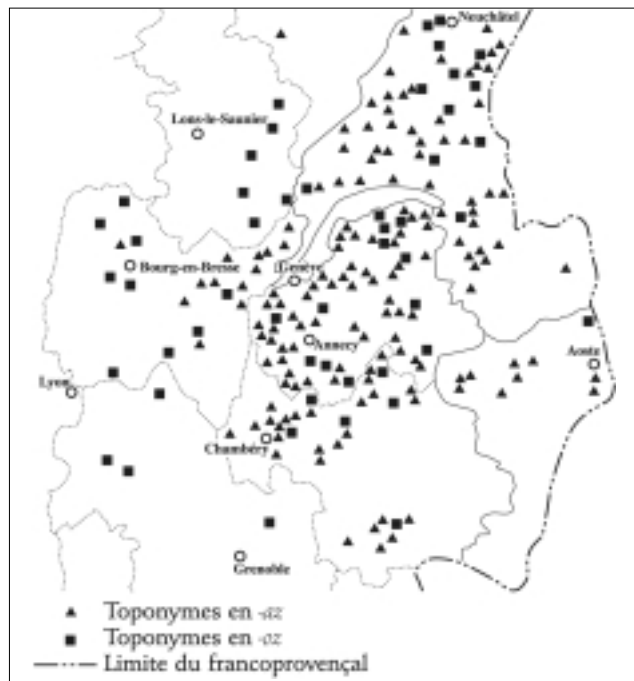 Neuchâtel
Lons-le-Saunier
Bourg-en-Bresse
Genève
Annecy
Aoste
Lyon
Chambéry
Grenoble
Toponymes en -az
Toponymes en -oz
Limite du francoprovençal